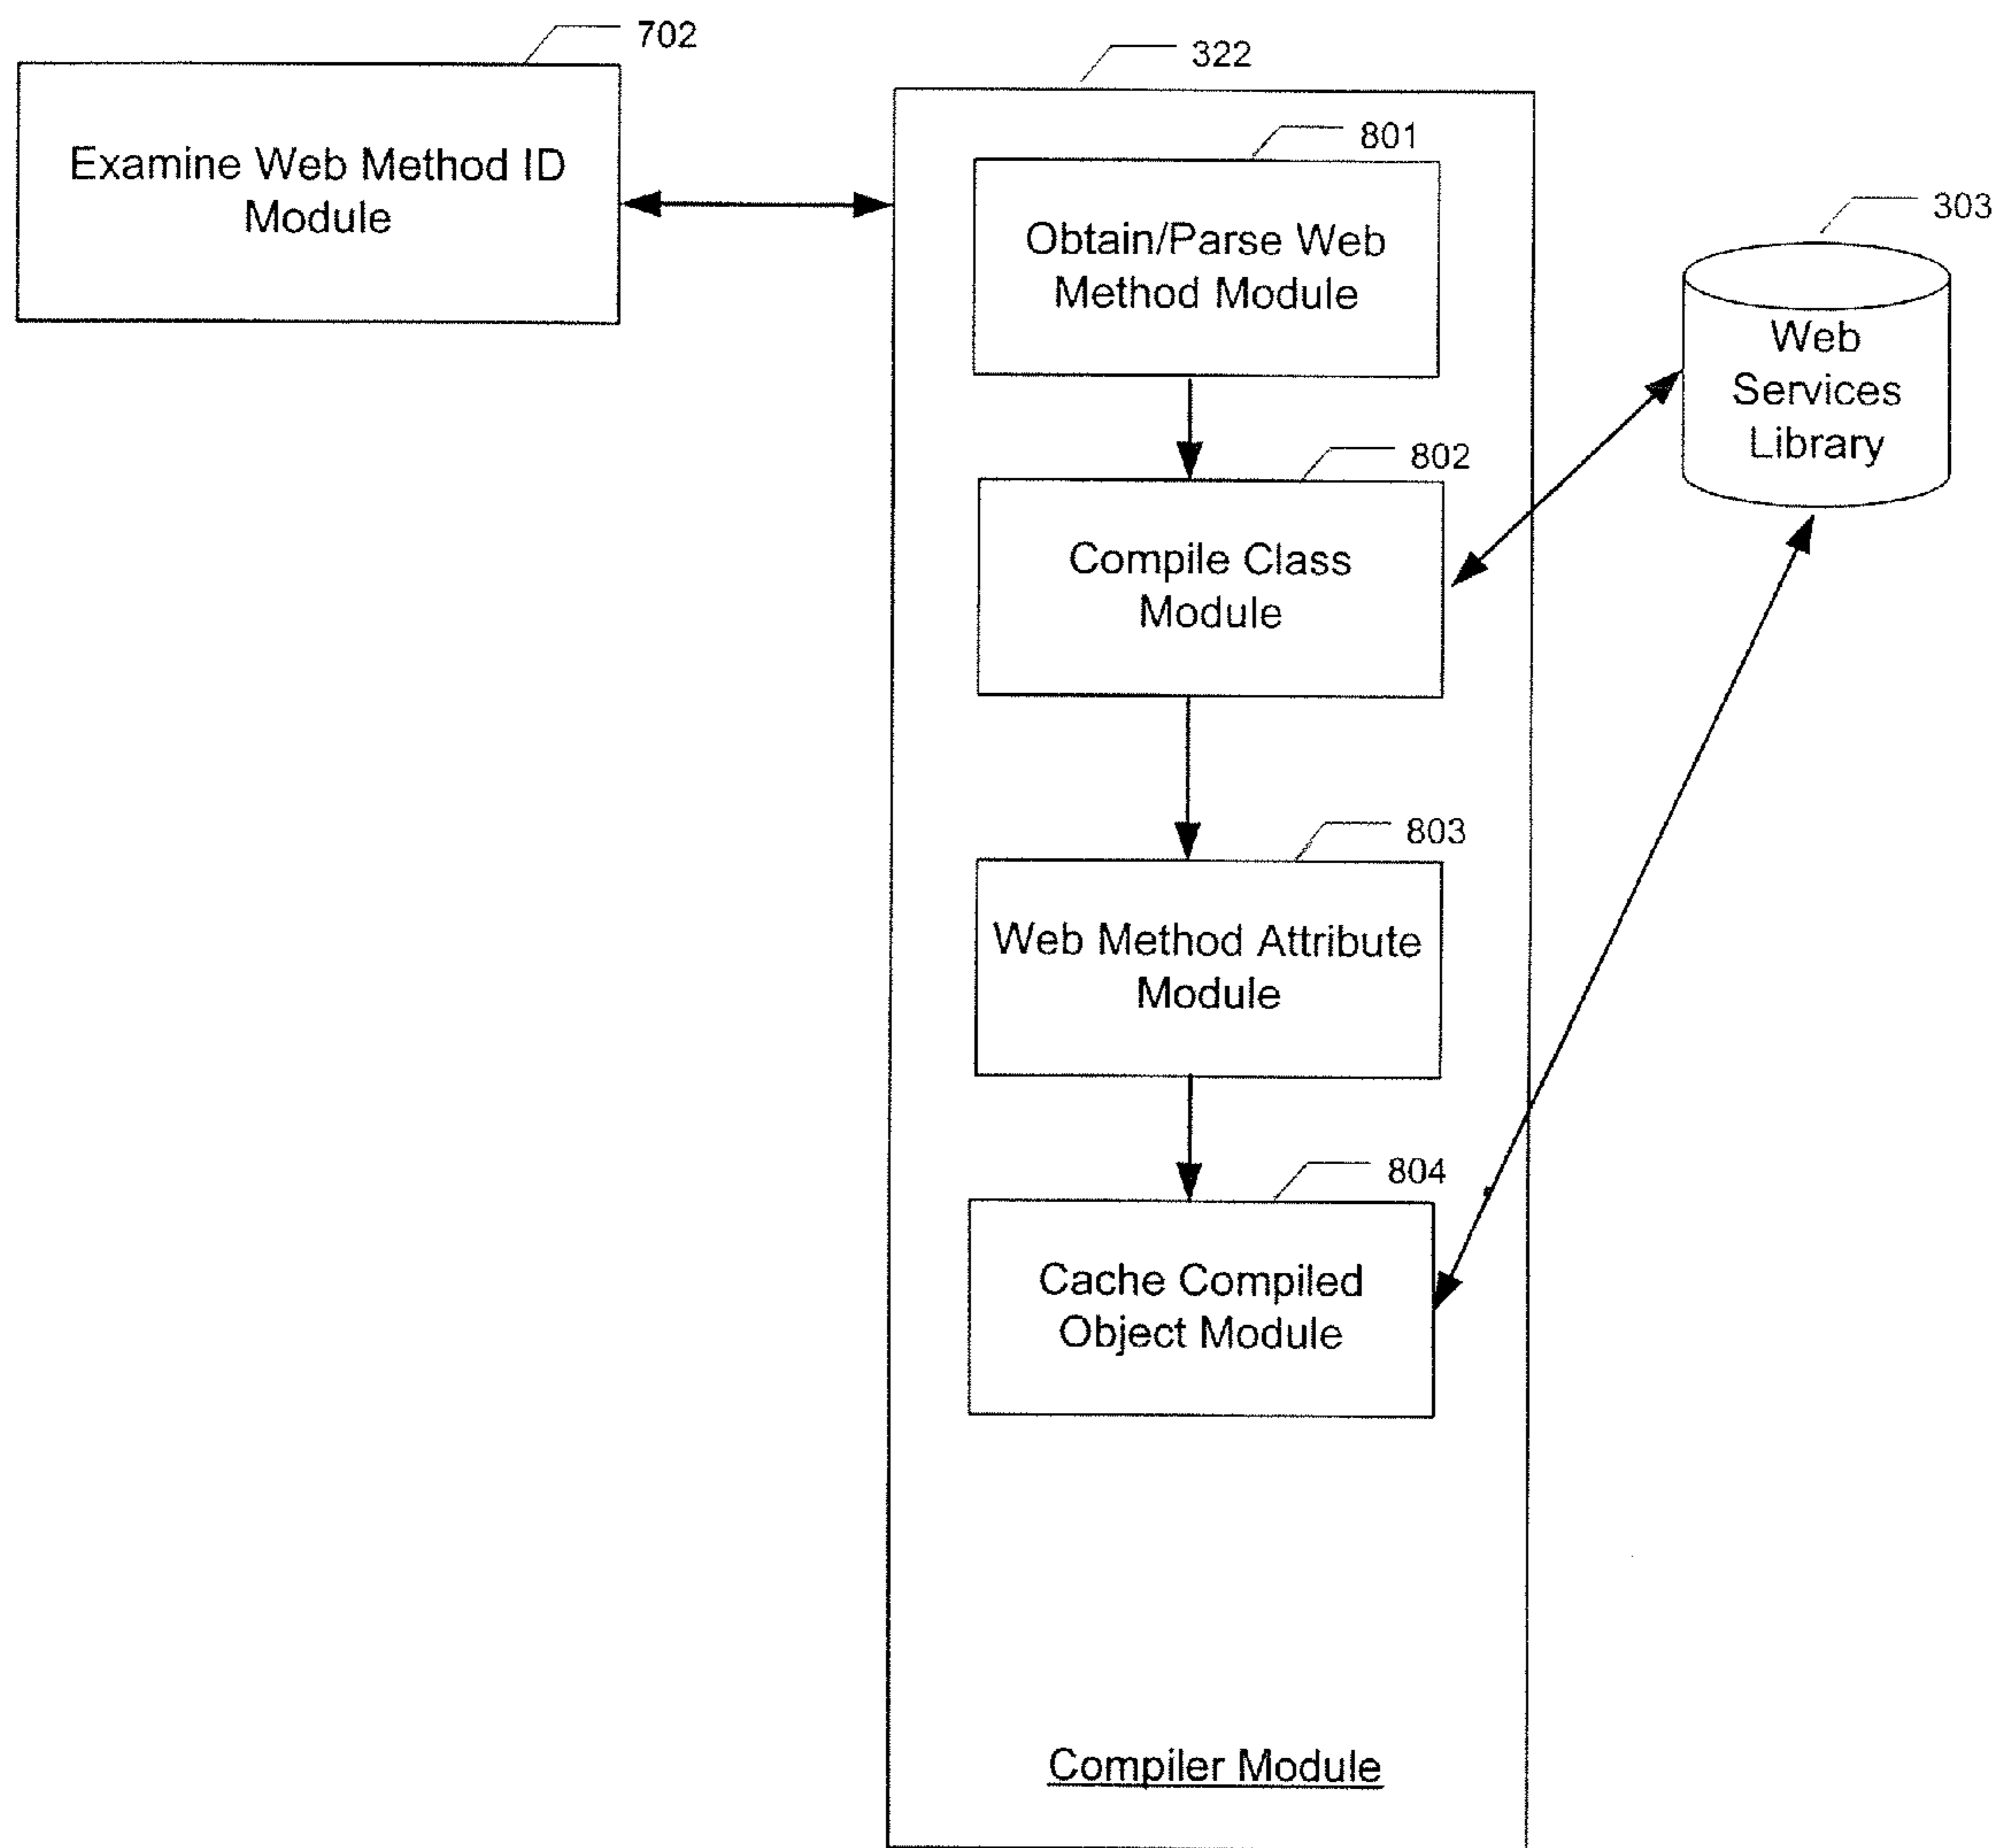 702
Examine Web Method ID
Module
322
801
Obtain/Parse Web
Method Module
303
Web
Services
Library
802
Compile Class
Module
803
Web Method Attribute
Module
804
Cache Compiled
Object Module
Compiler Module